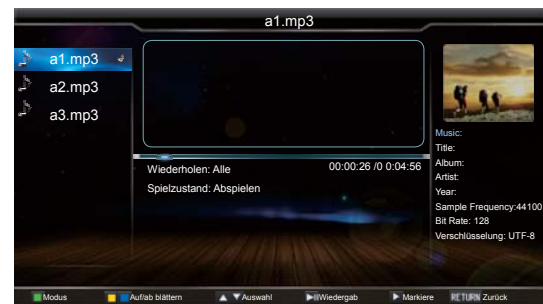 a1.mp3
a1.mp3
a2.mp3
a3.mp3
Wiederholen: Alle
00:00:26 /0 0:04:56
Spielzustand: Abspielen
Music:
Title:
Album:
Artist:
Year:
Sample Frequency:44100
Bit Rate: 128
Verschlüsselung: UTF-8
Modus
Auf/ab blättern
Auswahl
Wiedergab
Markiere
RETURN Zurück